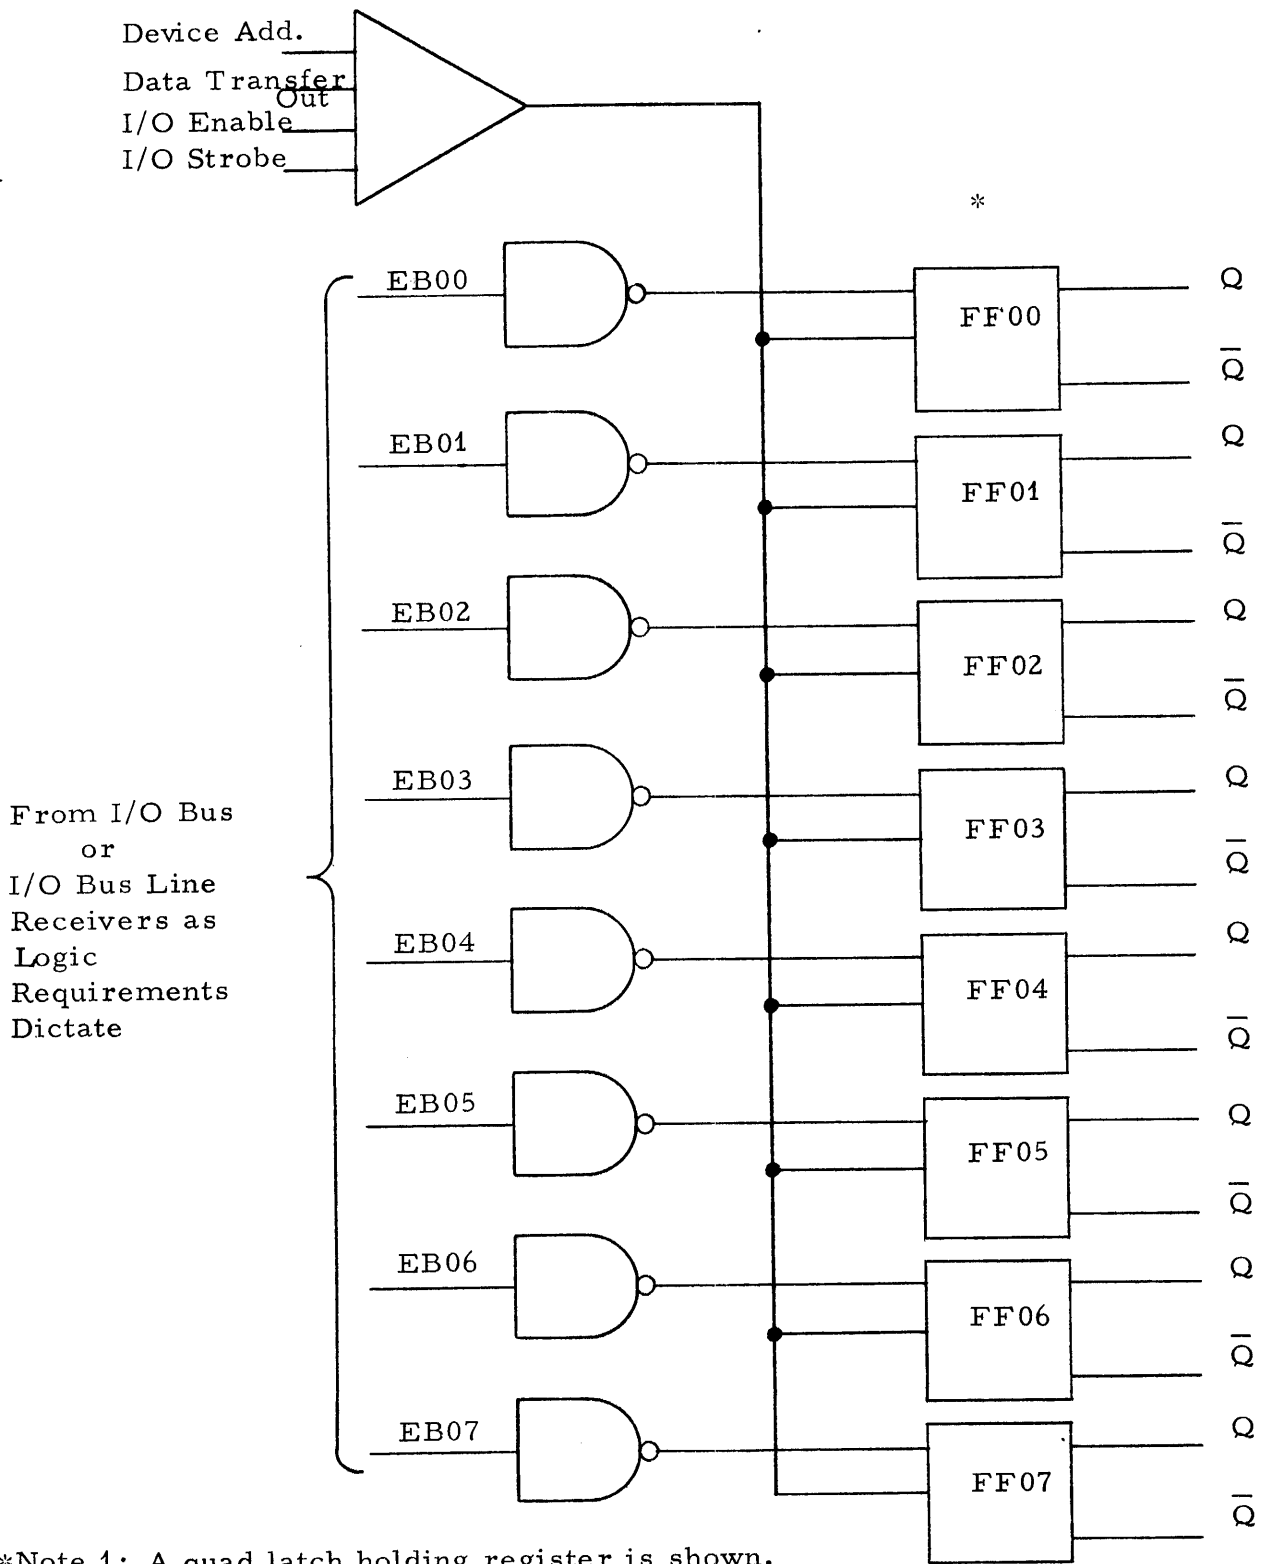 Device Add.
Data Transfer
Out
I/O Enable
I/O Strobe
*
EB00
FF00
Q
Q̅
EB01
FF01
Q
Q̅
EB02
FF02
Q
Q̅
EB03
FF03
Q
Q̅
From I/O Bus
or
I/O Bus Line
Receivers as
Logic
Requirements
Dictate
EB04
FF04
Q
Q̅
EB05
FF05
Q
Q̅
EB06
FF06
Q
Q̅
EB07
FF07
Q
Q̅
*Note 1: A quad latch holding register is shown.